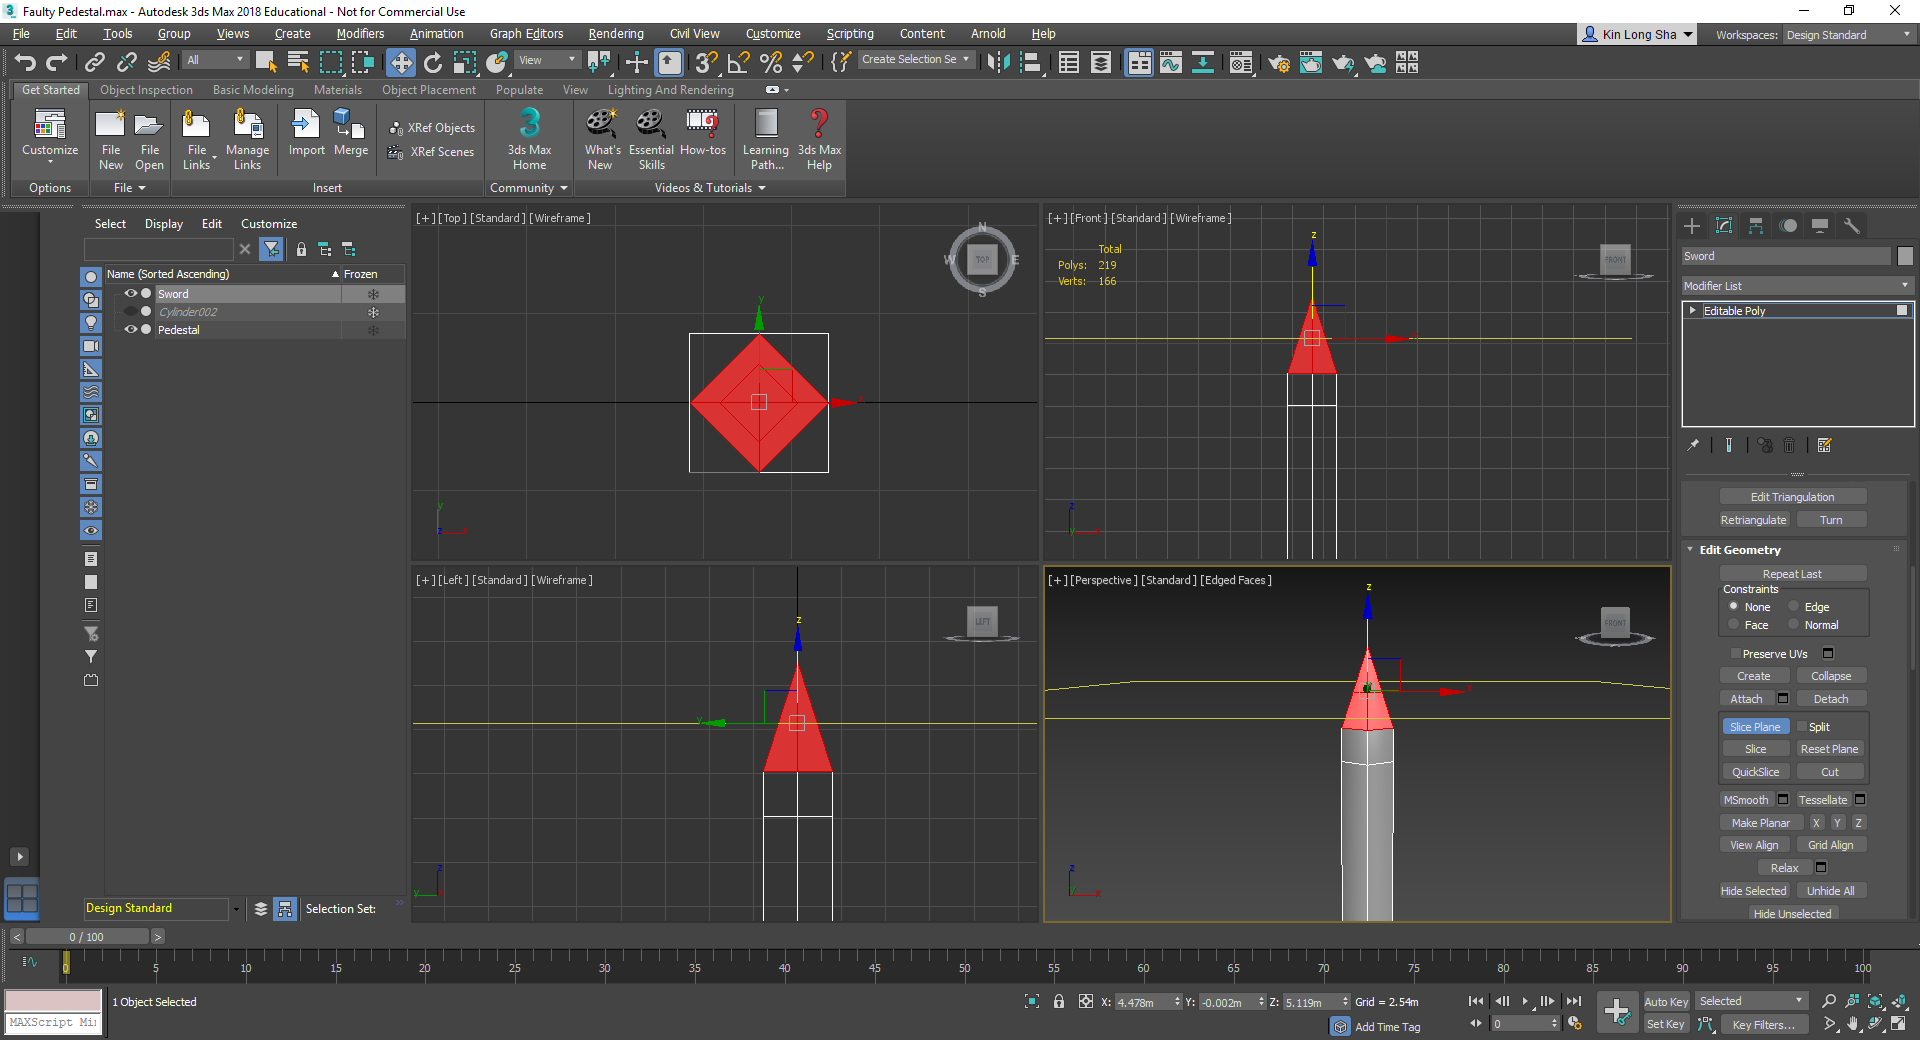 Faulty Pedestal.max - Autodesk 3ds Max 2018 Educational - Not for Commercial Use
File Edit Tools Group Views Create Modifiers Animation Graph Editors Rendering Civil View Customize Scripting Content Arnold Help Kin Long Sha Workspaces: Design Standard
All View Create Selection Se
Get Started Object Inspection Basic Modeling Materials Object Placement Populate View Lighting And Rendering
Customize
File New
File Open
File Links
Manage Links
Import
Merge
XRef Objects
XRef Scenes
3ds Max Home
What's New
Essential Skills
How-tos
Learning Path...
3ds Max Help
Options File Insert Community Videos & Tutorials
Select Display Edit Customize
Name (Sorted Ascending) Frozen
Sword
Cylinder002
Pedestal
[+] [Top ] [Standard ] [Wireframe ]
N
W TOP E
S
y
y
z x
[+] [Front ] [Standard ] [Wireframe ]
Total
Polys: 219
Verts: 166
FRONT
z
x
z
y x
[+] [Left ] [Standard ] [Wireframe ]
LEFT
z
y
z
y
[+] [Perspective ] [Standard ] [Edged Faces ]
FRONT
z
x
z
y x
Sword
Modifier List
Editable Poly
Edit Triangulation
Retriangulate Turn
Edit Geometry
Repeat Last
Constraints
None Edge
Face Normal
Preserve UVs
Create Collapse
Attach Detach
Slice Plane Split
Slice Reset Plane
QuickSlice Cut
MSmooth Tessellate
Make Planar X Y Z
View Align Grid Align
Relax
Hide Selected Unhide All
Hide Unselected
Design Standard Selection Set:
< 0 / 100 >
0 5 10 15 20 25 30 35 40 45 50 55 60 65 70 75 80 85 90 95 100
1 Object Selected X: 4.478m Y: -0.002m Z: 5.119m Grid = 2.54m Auto Key Selected
MAXScript Mi Add Time Tag 0 Set Key Key Filters...